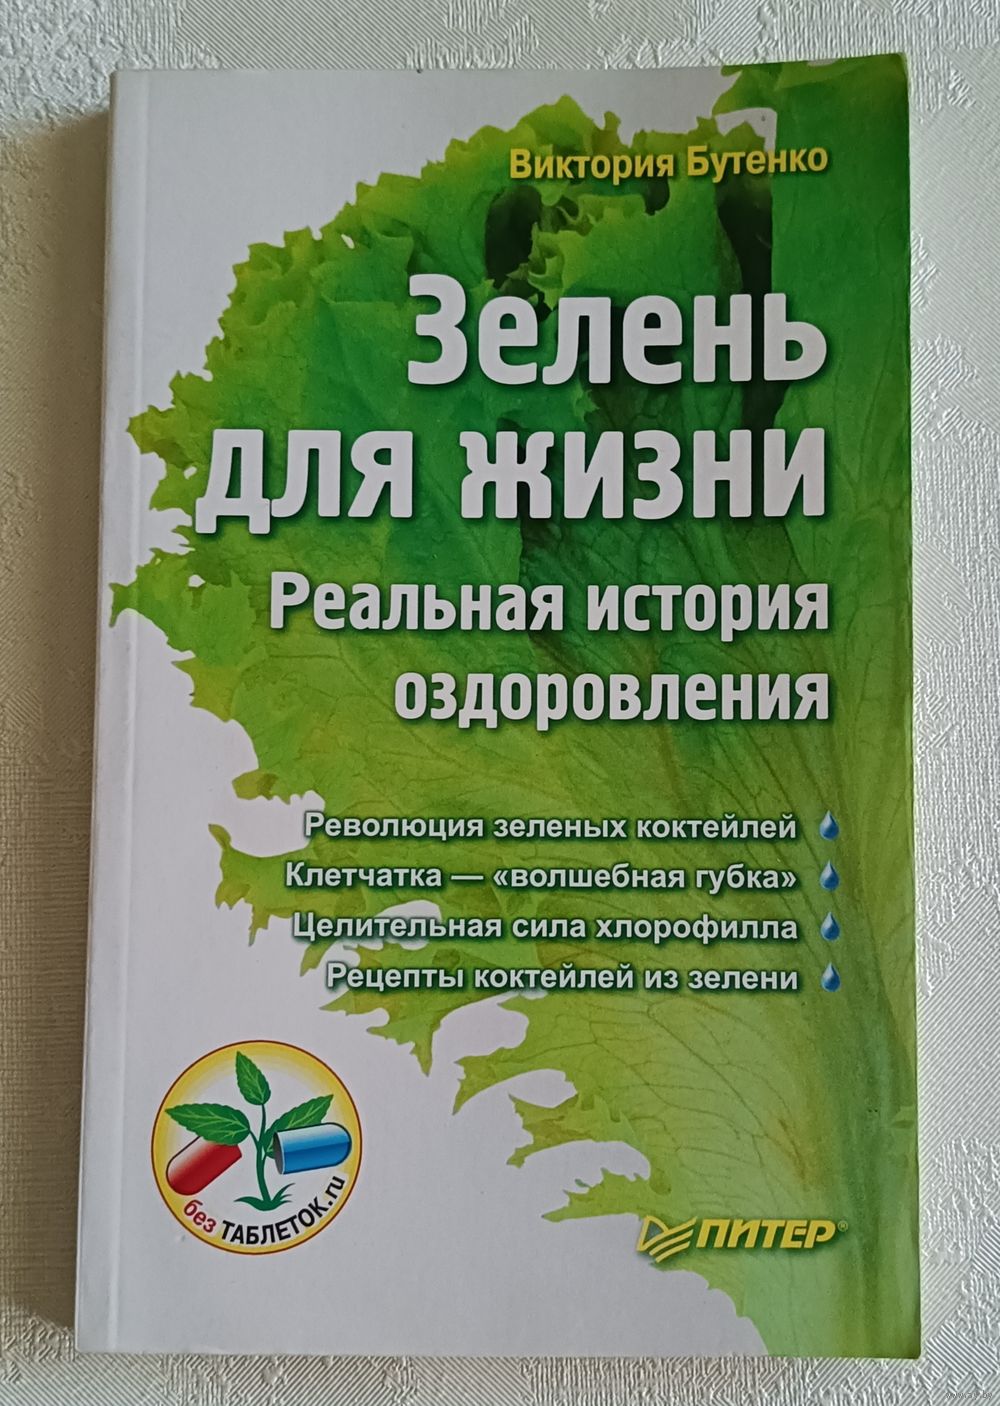 Виктория Бутенко
Зелень
для жизни
Реальная история
оздоровления
Революция зеленых коктейлей
Клетчатка — «волшебная губка»
Целительная сила хлорофилла
Рецепты коктейлей из зелени
без ТАБЛЕТОК.ru
ПИТЕР®